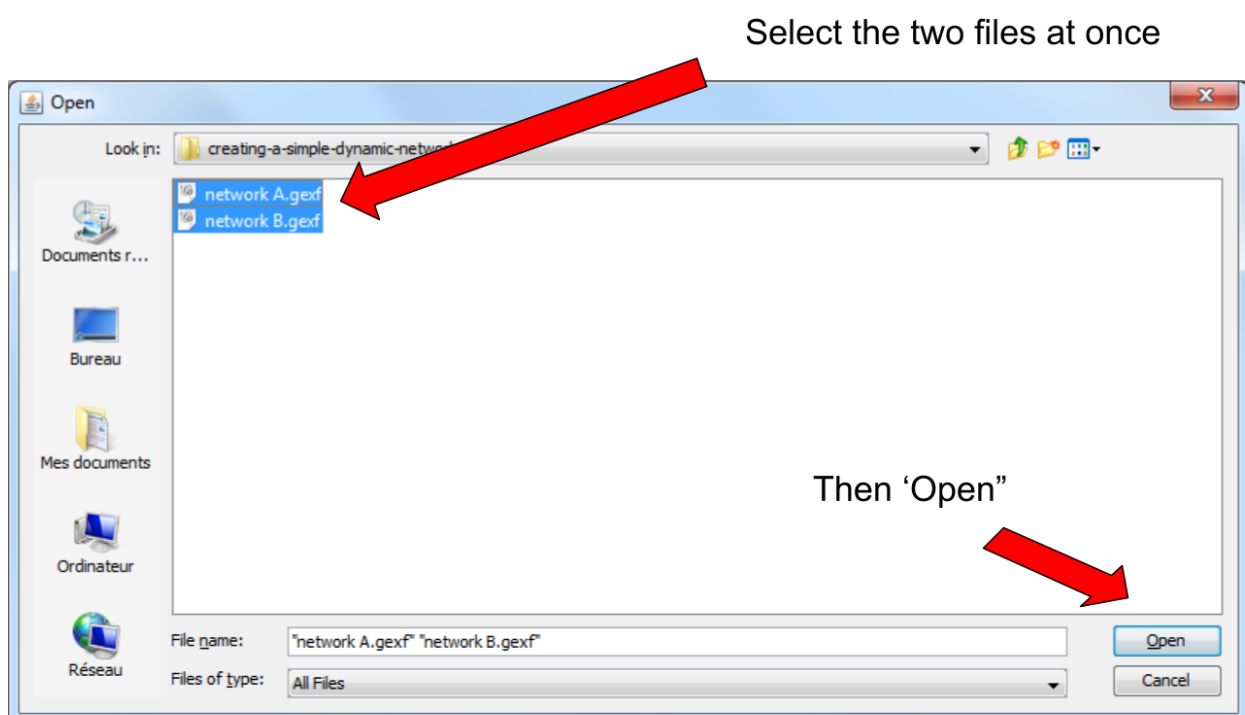 Select the two files at once
Open
Look in:
creating-a-simple-dynamic-network
network A.gexf
network B.gexf
Documents r...
Bureau
Mes documents
Then ‘Open”
Ordinateur
Réseau
File name: "network A.gexf" "network B.gexf"
Open
Files of type: All Files
Cancel